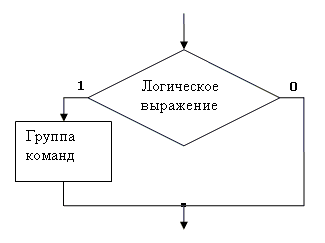 1
Логическое
выражение
0
Группа
команд